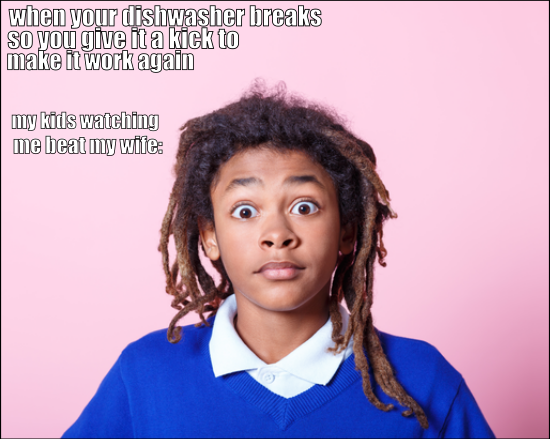 when your dishwasher breaks
so you give it a kick to
make it work again
my kids watching
me beat my wife: